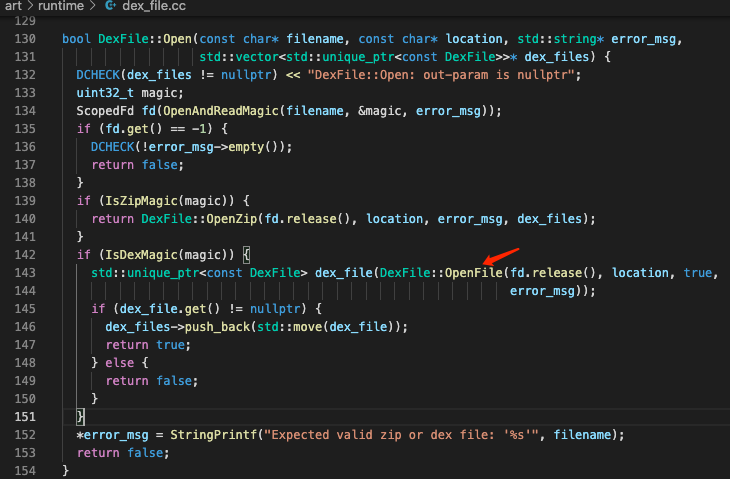 art > runtime > dex_file.cc
129
130 bool DexFile::Open(const char* filename, const char* location, std::string* error_msg,
131 std::vector<std::unique_ptr<const DexFile>>* dex_files) {
132 DCHECK(dex_files != nullptr) << "DexFile::Open: out-param is nullptr";
133 uint32_t magic;
134 ScopedFd fd(OpenAndReadMagic(filename, &magic, error_msg));
135 if (fd.get() == -1) {
136 DCHECK(!error_msg->empty());
137 return false;
138 }
139 if (IsZipMagic(magic)) {
140 return DexFile::OpenZip(fd.release(), location, error_msg, dex_files);
141 }
142 if (IsDexMagic(magic)) {
143 std::unique_ptr<const DexFile> dex_file(DexFile::OpenFile(fd.release(), location, true,
144 error_msg));
145 if (dex_file.get() != nullptr) {
146 dex_files->push_back(std::move(dex_file));
147 return true;
148 } else {
149 return false;
150 }
151 }
152 *error_msg = StringPrintf("Expected valid zip or dex file: '%s'", filename);
153 return false;
154 }